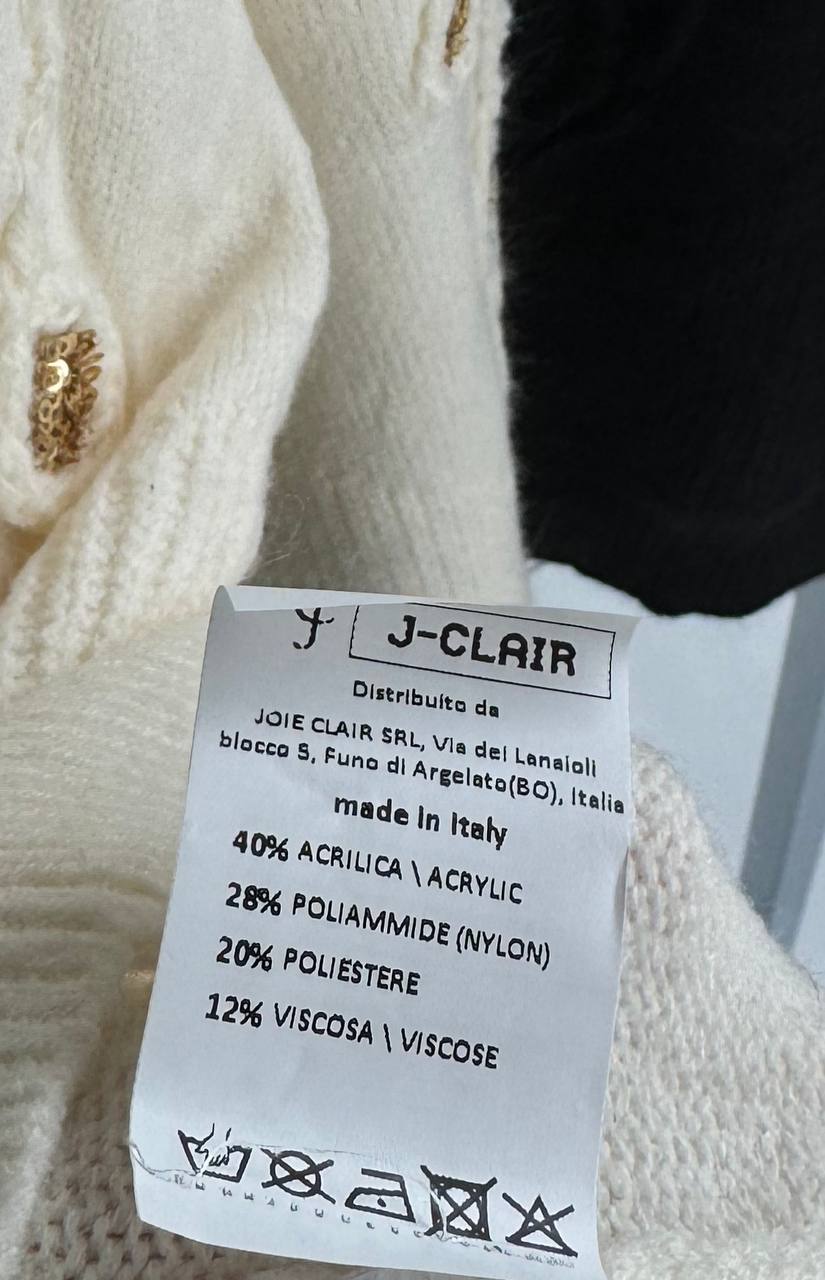 J-CLAIR
Distribuito da
JOIE CLAIR SRL, Via dei Lanaioli
blocco 5, Funo di Argelato(BO), Italia
made in Italy
40% ACRILICA \ ACRYLIC
28% POLIAMMIDE (NYLON)
20% POLIESTERE
12% VISCOSA \ VISCOSE